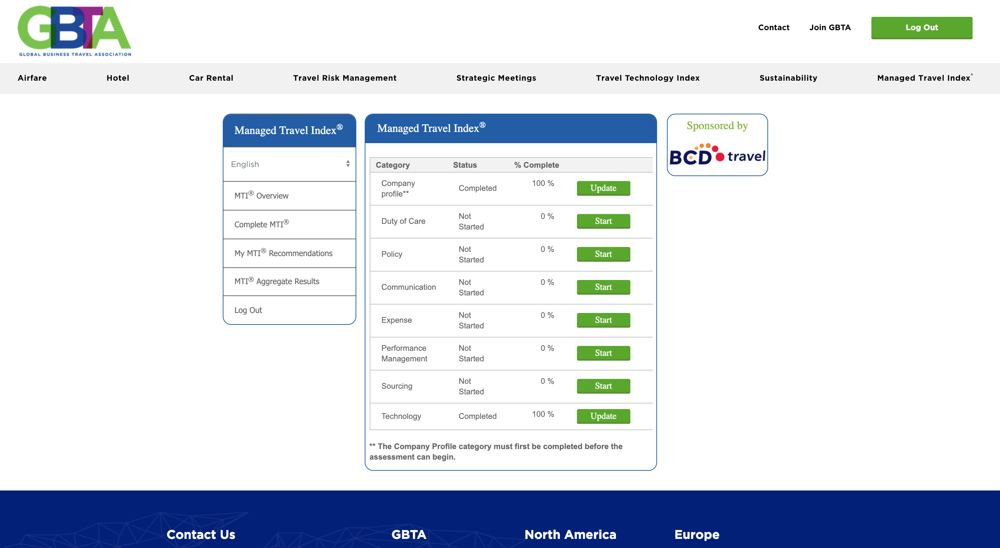 GBTA
GLOBAL BUSINESS TRAVEL ASSOCIATION
Contact
Join GBTA
Log Out
Airfare
Hotel
Car Rental
Travel Risk Management
Strategic Meetings
Travel Technology Index
Sustainability
Managed Travel Index®
Managed Travel Index®
English
MTI® Overview
Complete MTI®
My MTI® Recommendations
MTI® Aggregate Results
Log Out
Managed Travel Index®
Category Status % Complete
Company
profile**
Completed
100 %
Update
Duty of Care
Not
Started
0 %
Start
Policy
Not
Started
0 %
Start
Communication
Not
Started
0 %
Start
Expense
Not
Started
0 %
Start
Performance
Management
Not
Started
0 %
Start
Sourcing
Not
Started
0 %
Start
Technology
Completed
100 %
Update
** The Company Profile category must first be completed before the
assessment can begin.
Sponsored by
BCD travel
Contact Us
GBTA
North America
Europe